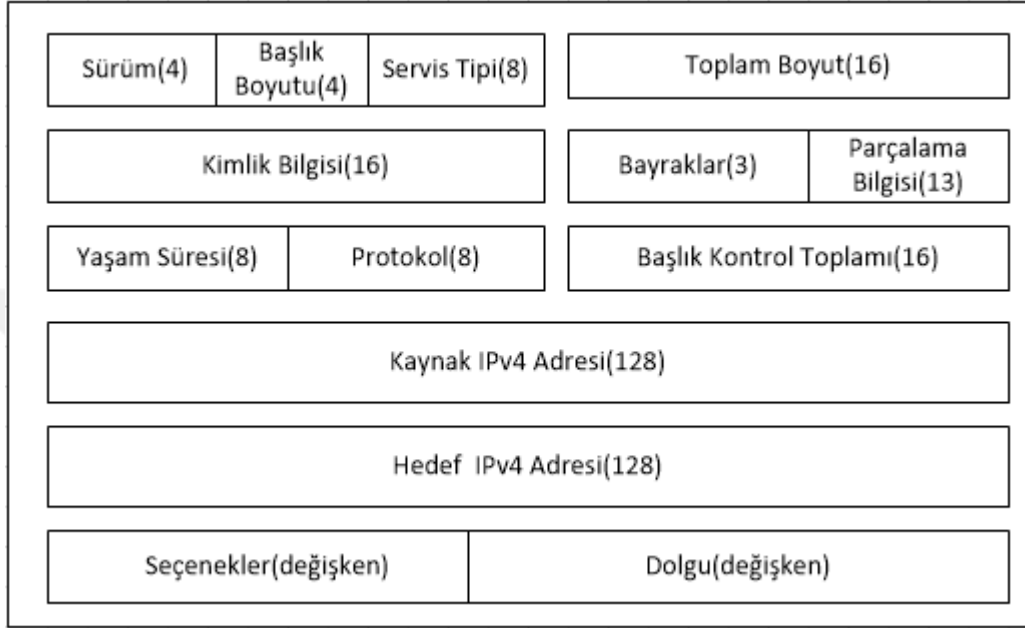 Sürüm(4)
Başlık
Boyutu(4)
Servis Tipi(8)
Toplam Boyut(16)
Kimlik Bilgisi(16)
Bayraklar(3)
Parçalama
Bilgisi(13)
Yaşam Süresi(8)
Protokol(8)
Başlık Kontrol Toplamı(16)
Kaynak IPv4 Adresi(128)
Hedef IPv4 Adresi(128)
Seçenekler(değişken)
Dolgu(değişken)